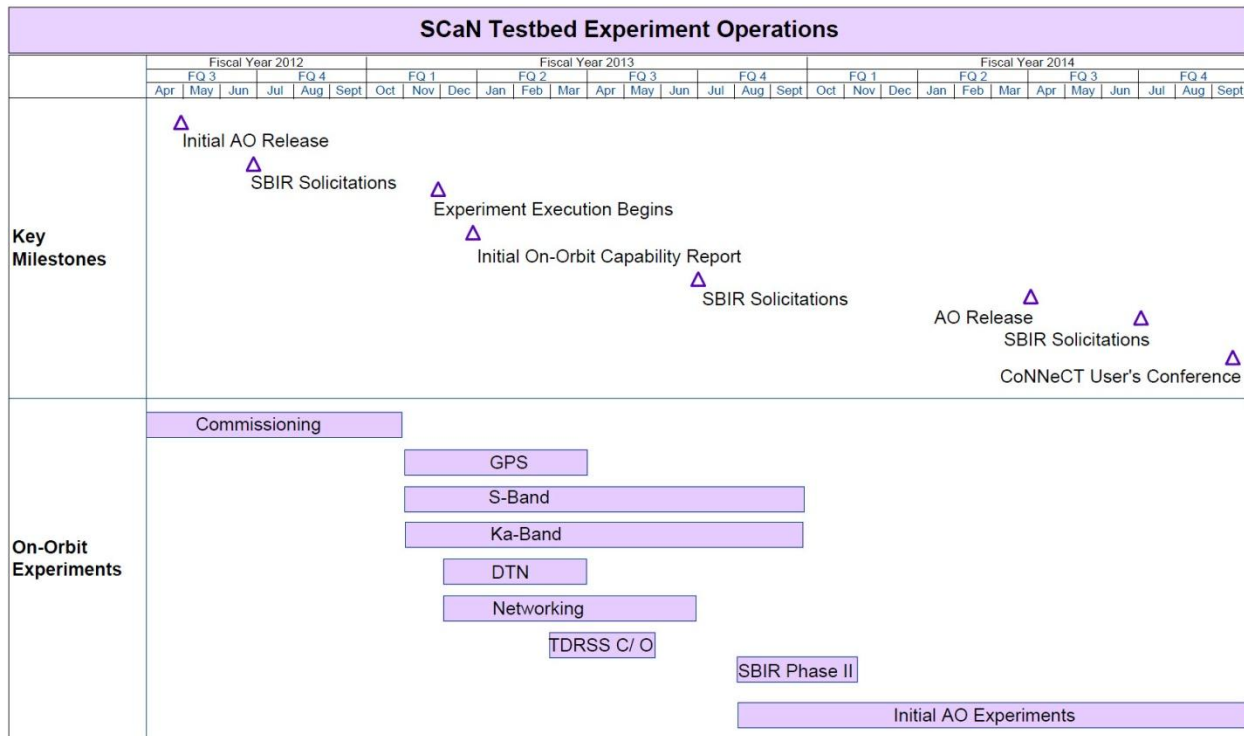 SCaN Testbed Experiment Operations
Fiscal Year 2012 Fiscal Year 2013 Fiscal Year 2014
FQ 3 FQ 4 FQ 1 FQ 2 FQ 3 FQ 4 FQ 1 FQ 2 FQ 3 FQ 4
Apr May Jun Jul Aug Sept Oct Nov Dec Jan Feb Mar Apr May Jun Jul Aug Sept Oct Nov Dec Jan Feb Mar Apr May Jun Jul Aug Sept
Key
Milestones
Initial AO Release
SBIR Solicitations
Experiment Execution Begins
Initial On-Orbit Capability Report
SBIR Solicitations
AO Release
SBIR Solicitations
CoNNeCT User's Conference
On-Orbit
Experiments
Commissioning
GPS
S-Band
Ka-Band
DTN
Networking
TDRSS C/ O
SBIR Phase II
Initial AO Experiments